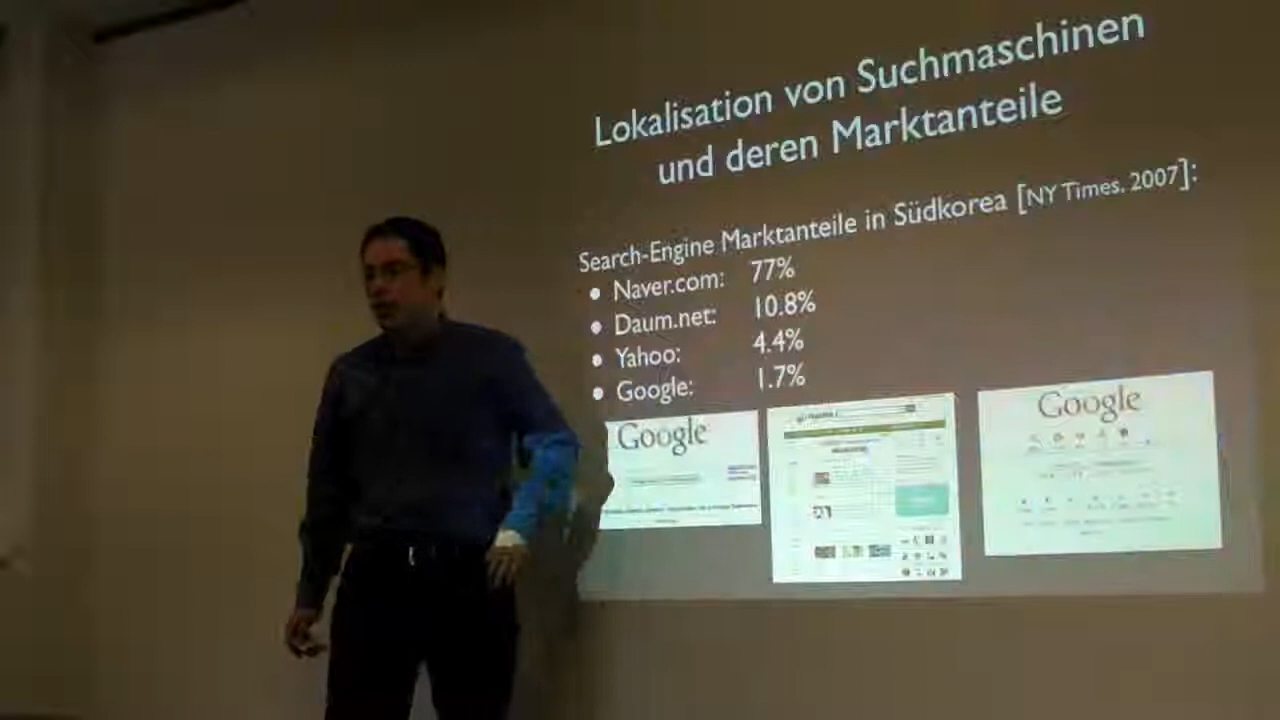 Lokalisation von Suchmaschinen
und deren Marktanteile
Search-Engine Marktanteile in Südkorea [NY Times, 2007]:
• Naver.com: 77%
• Daum.net: 10.8%
• Yahoo: 4.4%
• Google: 1.7%
Google
Google